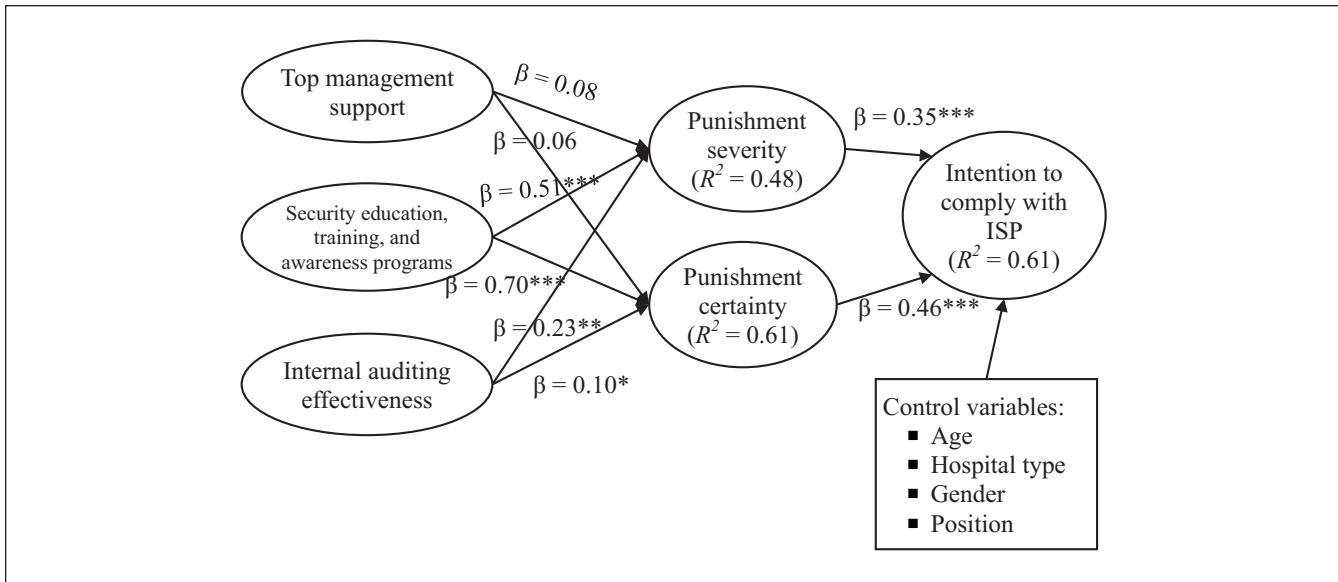 Top management
support
β = 0.08
β = 0.06
Security education,
training, and
awareness programs
β = 0.51***
β = 0.70***
Internal auditing
effectiveness
β = 0.23**
β = 0.10*
Punishment
severity
(R² = 0.48)
Punishment
certainty
(R² = 0.61)
β = 0.35***
β = 0.46***
Intention to
comply with
ISP
(R² = 0.61)
Control variables:
■ Age
■ Hospital type
■ Gender
■ Position